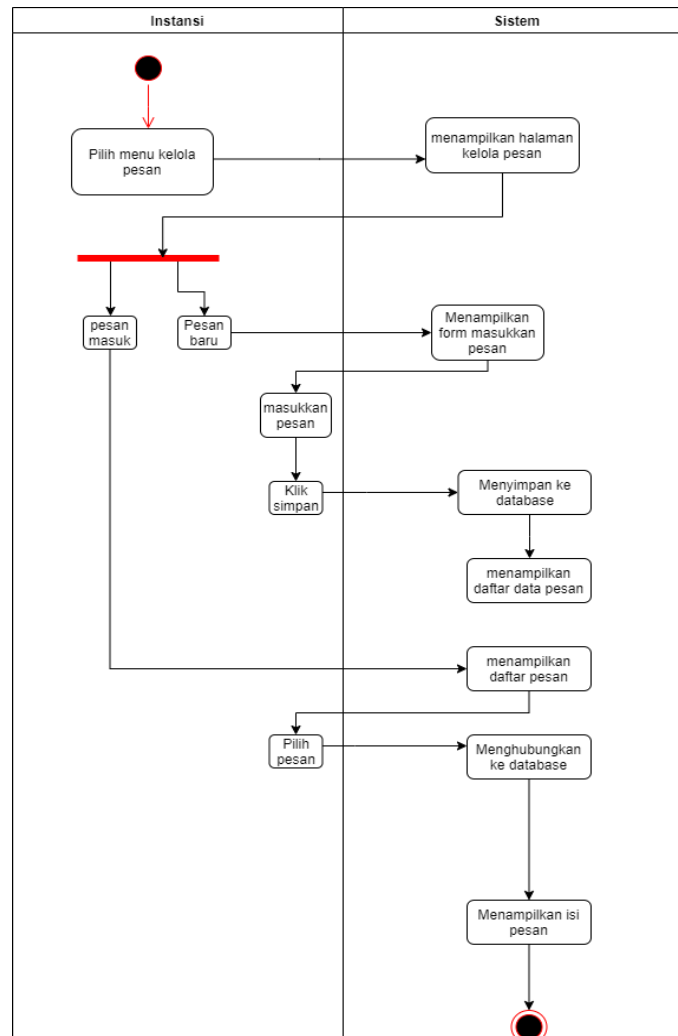 Instansi
Sistem
Pilih menu kelola
pesan
menampilkan halaman
kelola pesan
pesan
masuk
Pesan
baru
Menampilkan
form masukkan
pesan
masukkan
pesan
Klik
simpan
Menyimpan ke
database
menampilkan
daftar data pesan
menampilkan
daftar pesan
Pilih
pesan
Menghubungkan
ke database
Menampilkan isi
pesan